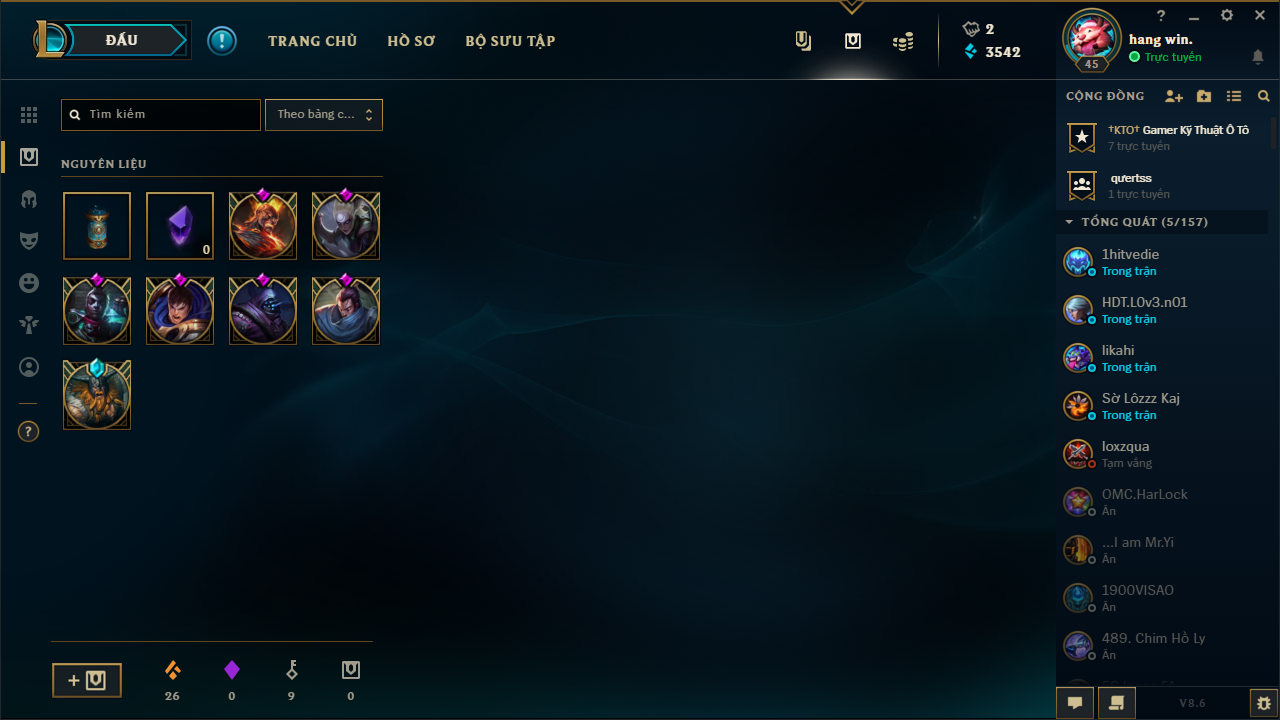 ĐẤU
TRANG CHỦ
HỒ SƠ
BỘ SƯU TẬP
2
3542
?
45
hang win.
Trực tuyến
Tìm kiếm
Theo bảng c...
NGUYÊN LIỆU
0
?
26
0
9
0
CỘNG ĐỒNG
†KTO† Gamer Kỹ Thuật Ô Tô
7 trực tuyến
qưertss
1 trực tuyến
TỔNG QUÁT (5/157)
1hitvedie
Trong trận
HDT.L0v3.n01
Trong trận
likahi
Trong trận
Sờ Lôzzz Kaj
Trong trận
loxzqua
Tạm vắng
OMC.HarLock
Ẩn
...I am Mr.Yi
Ẩn
1900VISAO
Ẩn
489. Chim Hồ Ly
Ẩn
V8.6